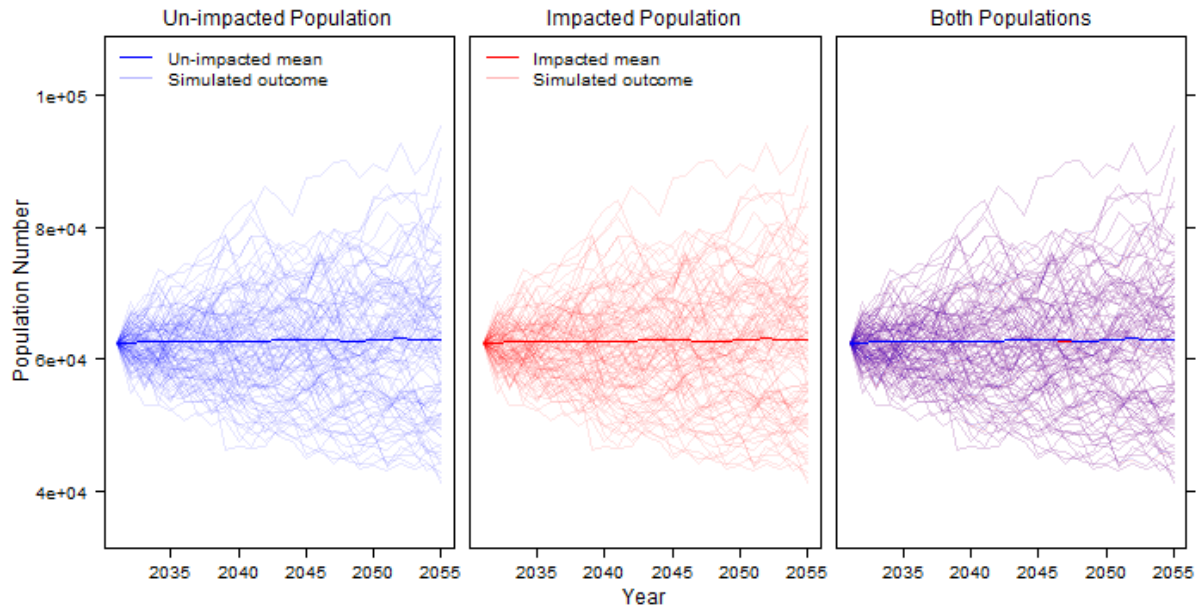 Un-impacted Population
Impacted Population
Both Populations
Un-impacted mean
Simulated outcome
Impacted mean
Simulated outcome
Population Number
1e+05
8e+04
6e+04
4e+04
2035 2040 2045 2050 2055
2035 2040 2045 2050 2055
2035 2040 2045 2050 2055
Year